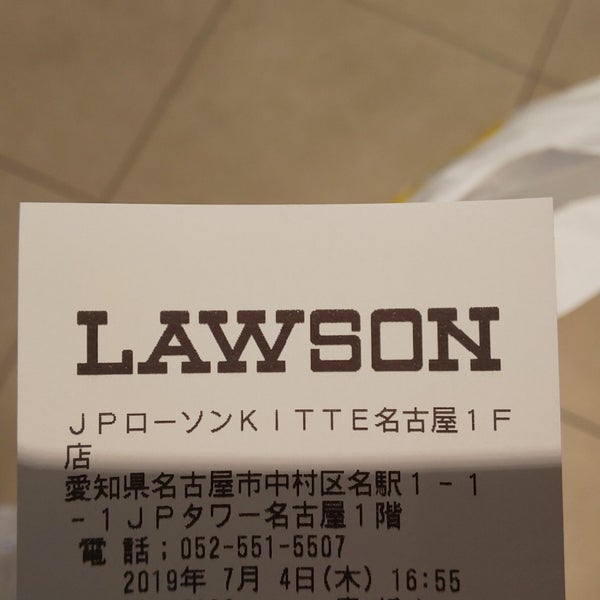 LAWSON
JPローソンKITTE名古屋1F
店
愛知県名古屋市中村区名駅1-1
-1JPタワー名古屋1階
電話;052-551-5507
2019年 7月 4日(木) 16:55